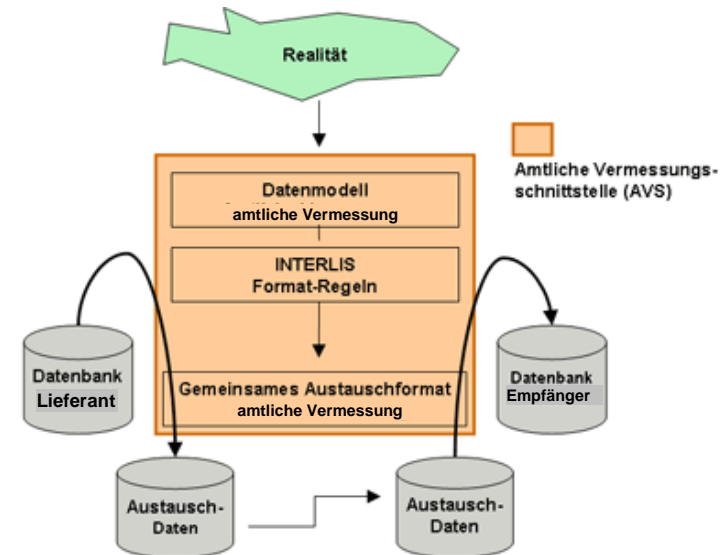 Realität
Amtliche Vermessungs-
schnittstelle (AVS)
Datenmodell
amtliche Vermessung
INTERLIS
Format-Regeln
Datenbank
Lieferant
Gemeinsames Austauschformat
amtliche Vermessung
Datenbank
Empfänger
Austausch-
Daten
Austausch-
Daten